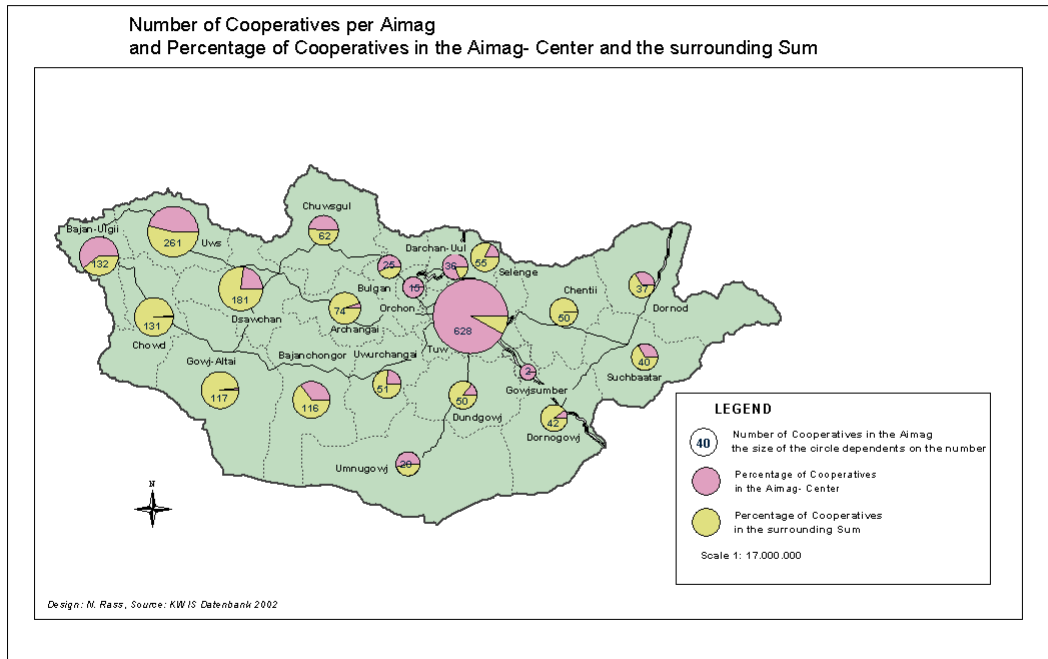 Number of Cooperatives per Aimag
and Percentage of Cooperatives in the Aimag- Center and the surrounding Sum
Chuwsgul
62
Bajan-Ulgii
132
261
Uws
Darchan-Uul
36
55
Selenge
25
Bulgan
15
Orchon
181
Dsawchan
74
Archangai
628
Tuw
Chentii
50
37
Dornod
131
Chowd
40
Suchbaatar
Gowj-Altai
117
Bajanchongor
116
Uwurchangai
51
2
Gowjsumber
50
Dundgowj
42
Dornogowj
Umnugowj
20
N
LEGEND
40
Number of Cooperatives in the Aimag
the size of the circle dependents on the number
Percentage of Cooperatives
in the Aimag- Center
Percentage of Cooperatives
in the surrounding Sum
Scale 1: 17.000.000
Design: N. Rass, Source: KWIS Datenbank 2002